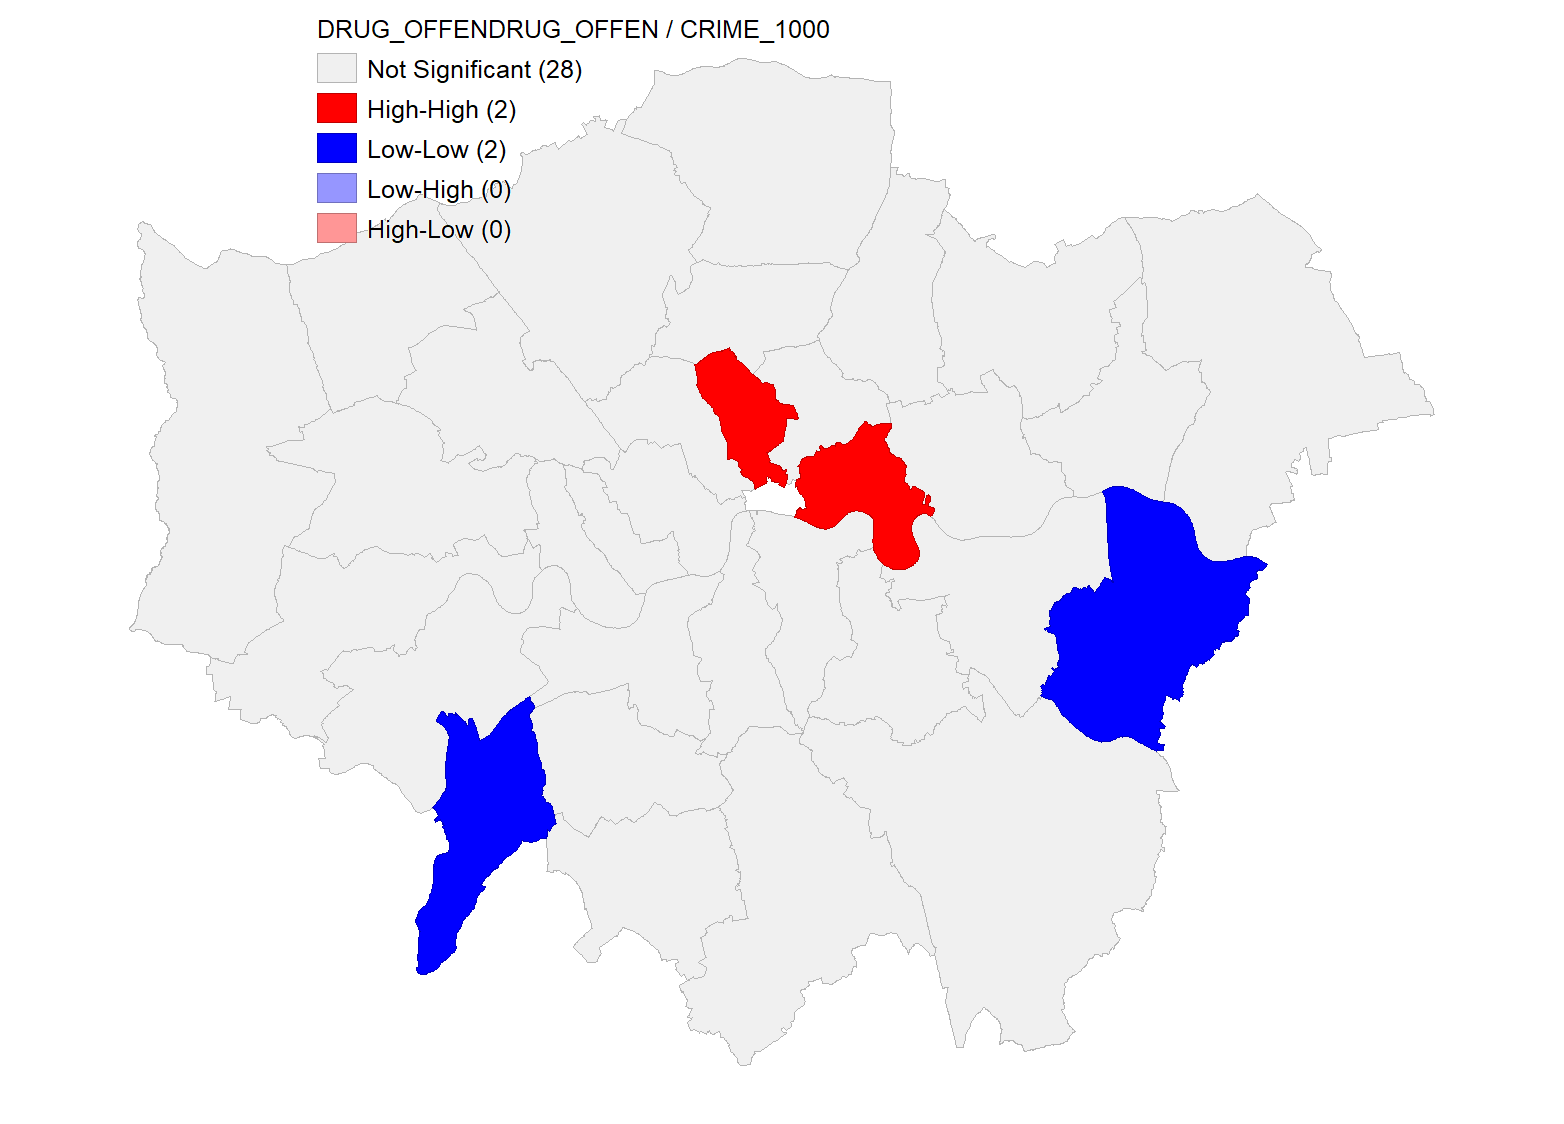 DRUG_OFFENDRUG_OFFEN / CRIME_1000
Not Significant (28)
High-High (2)
Low-Low (2)
Low-High (0)
High-Low (0)